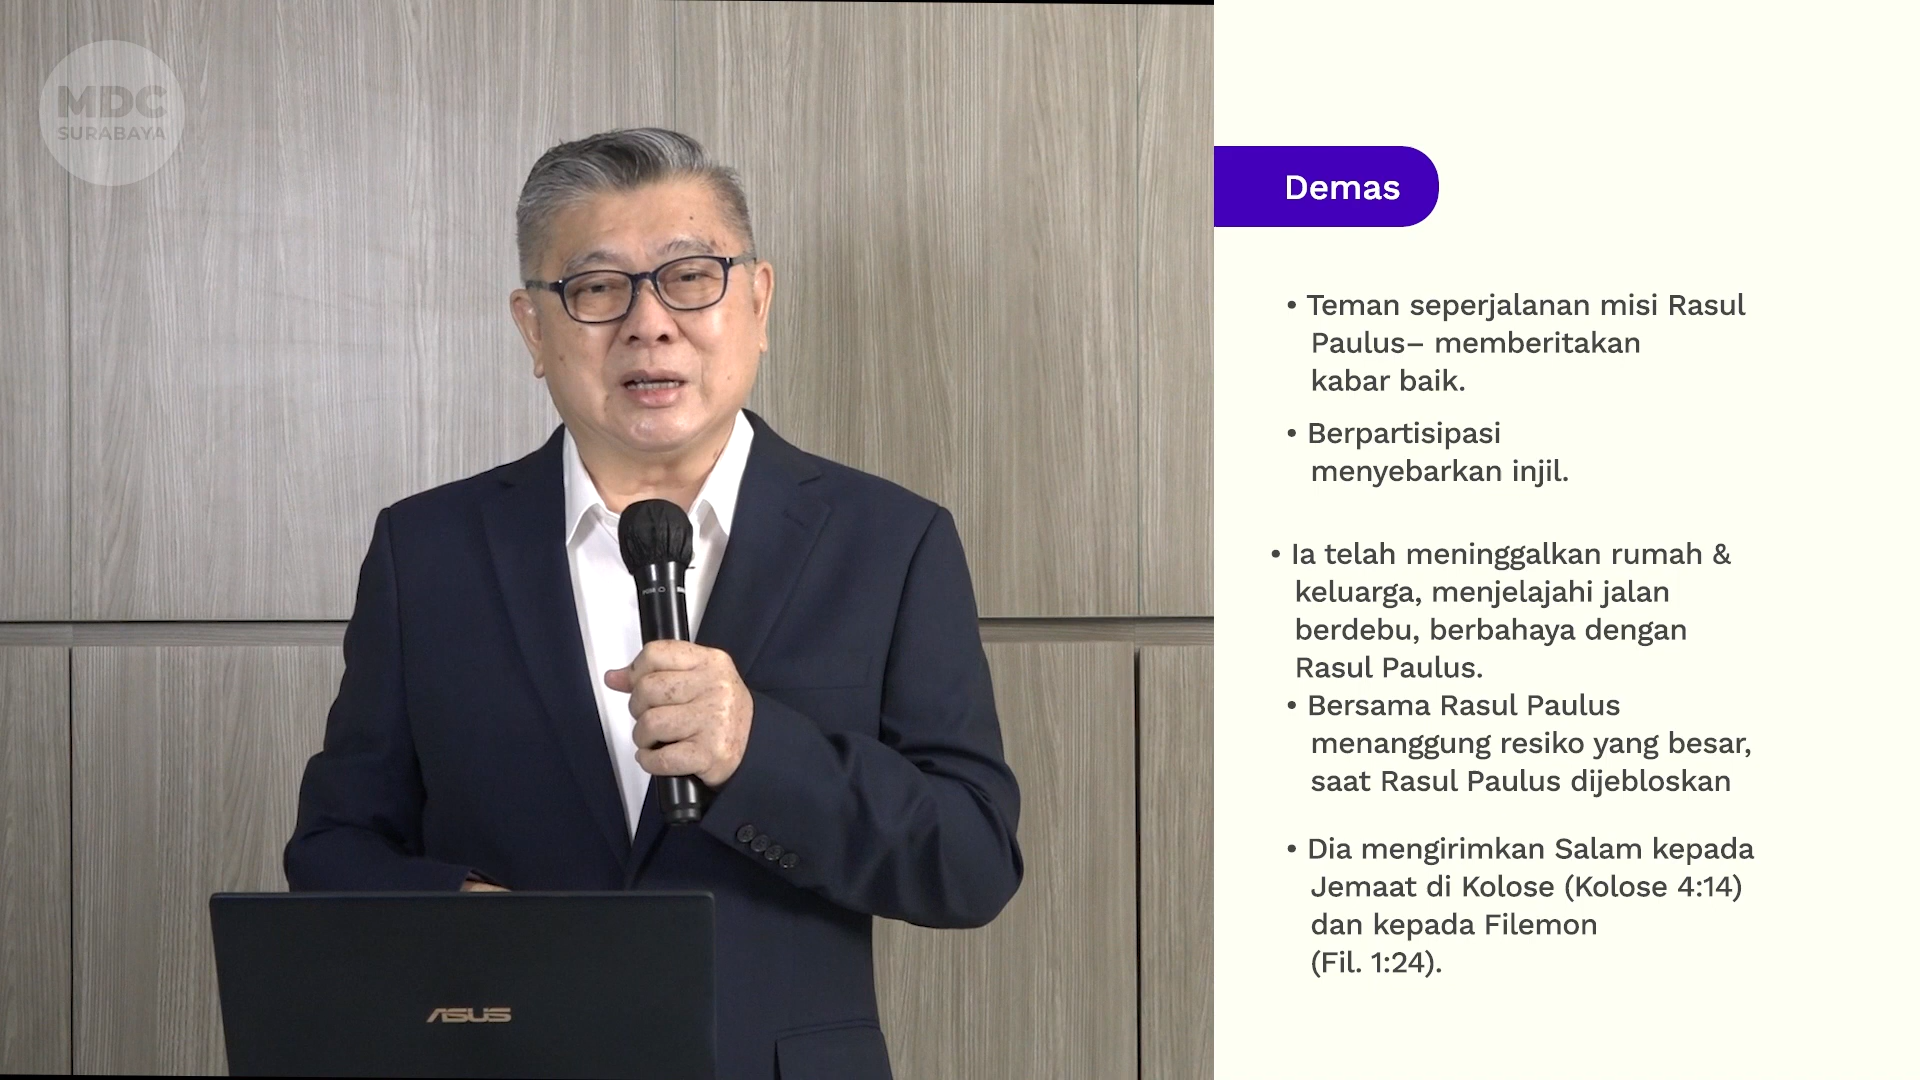 MDC
SURABAYA
Demas
• Teman seperjalanan misi Rasul
Paulus– memberitakan
kabar baik.
• Berpartisipasi
menyebarkan injil.
• Ia telah meninggalkan rumah &
keluarga, menjelajahi jalan
berdebu, berbahaya dengan
Rasul Paulus.
• Bersama Rasul Paulus
menanggung resiko yang besar,
saat Rasul Paulus dijebloskan
• Dia mengirimkan Salam kepada
Jemaat di Kolose (Kolose 4:14)
dan kepada Filemon
(Fil. 1:24).
ASUS